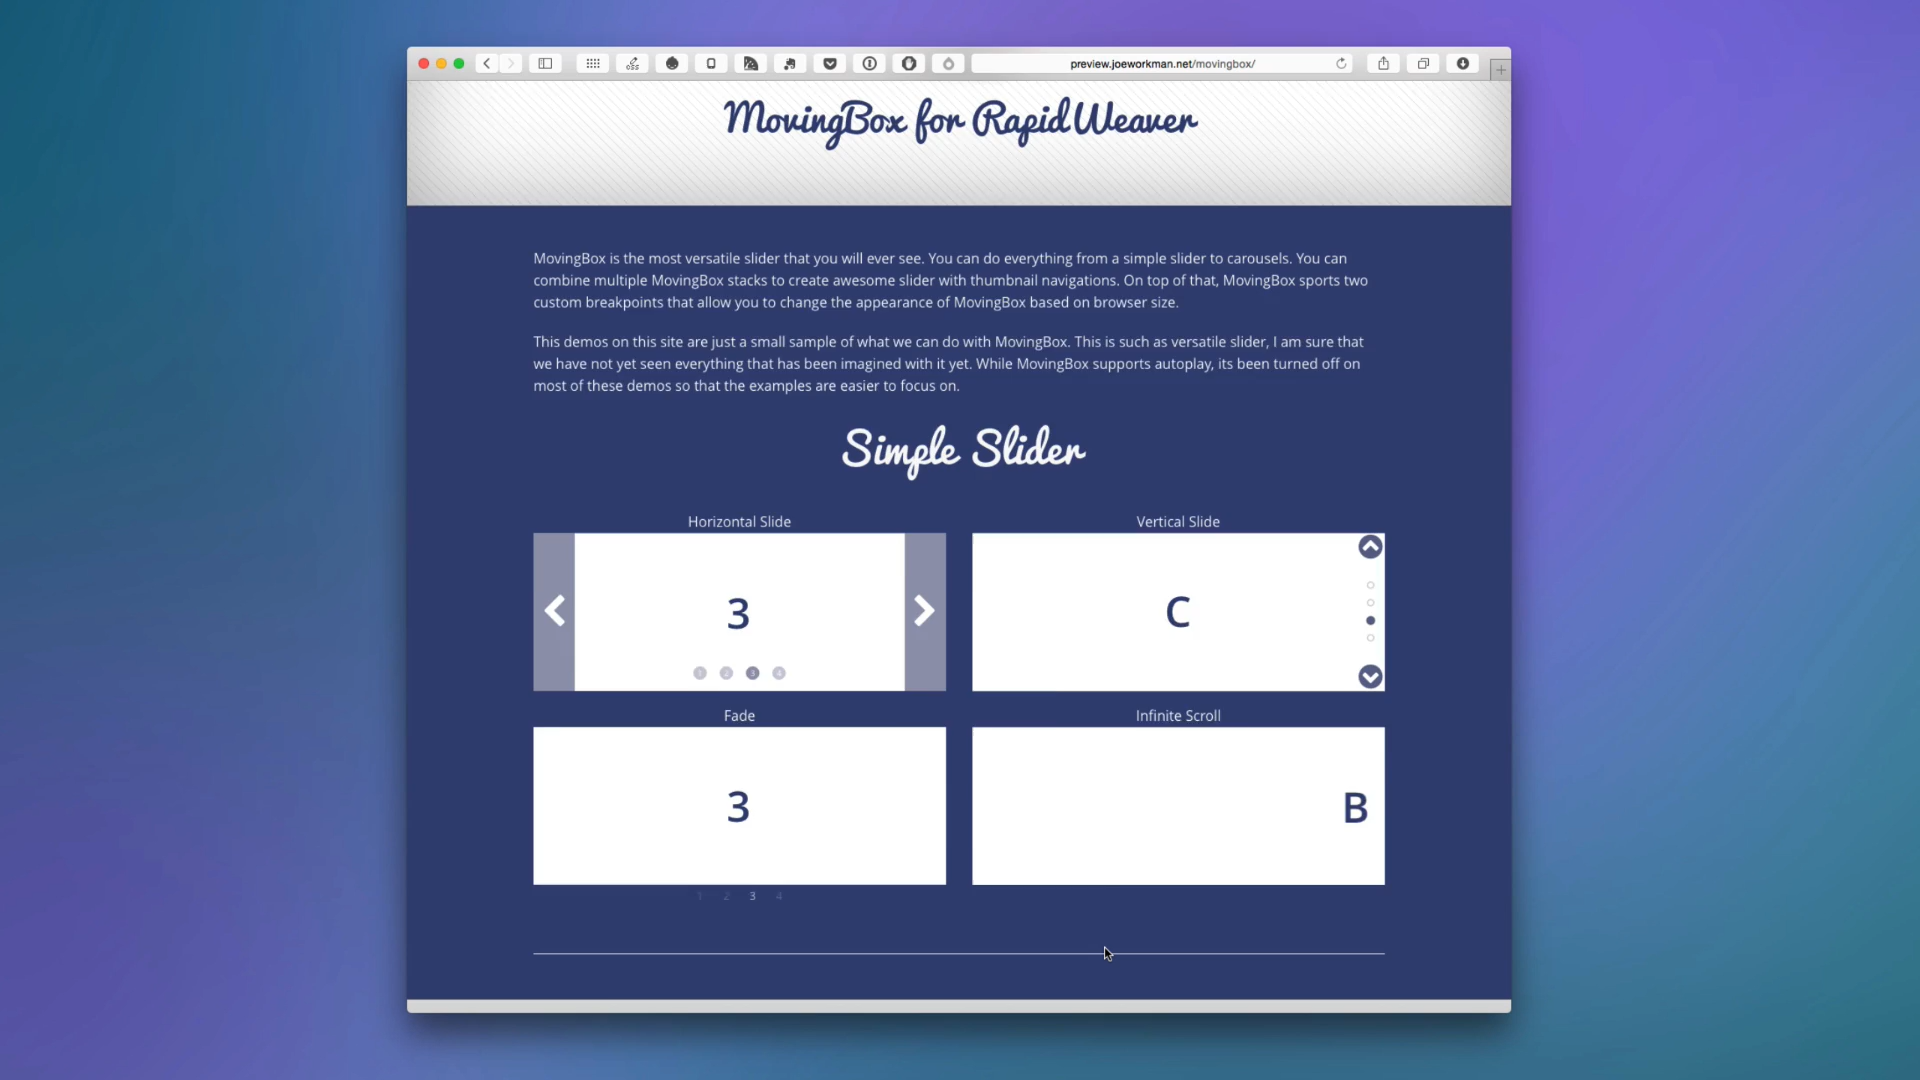 preview.joeworkman.net/movingbox/
MovingBox for RapidWeaver
MovingBox is the most versatile slider that you will ever see. You can do everything from a simple slider to carousels. You can
combine multiple MovingBox stacks to create awesome slider with thumbnail navigations. On top of that, MovingBox sports two
custom breakpoints that allow you to change the appearance of MovingBox based on browser size.
This demos on this site are just a small sample of what we can do with MovingBox. This is such as versatile slider, I am sure that
we have not yet seen everything that has been imagined with it yet. While MovingBox supports autoplay, its been turned off on
most of these demos so that the examples are easier to focus on.
Simple Slider
Horizontal Slide
Vertical Slide
3
C
1 2 3 4
Fade
Infinite Scroll
3
B
1 2 3 4